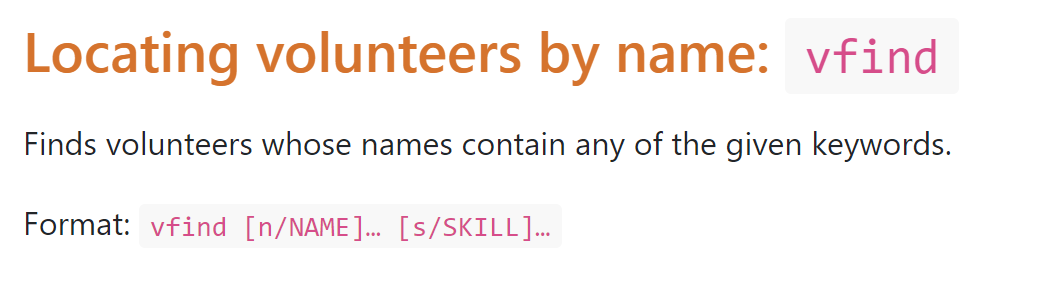 Locating volunteers by name: vfind
Finds volunteers whose names contain any of the given keywords.
Format: vfind [n/NAME]… [s/SKILL]…